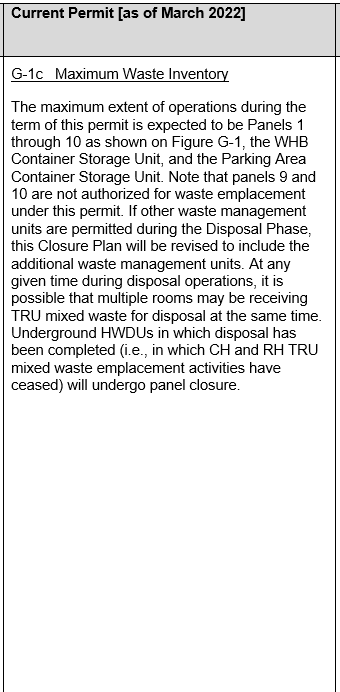 Current Permit [as of March 2022]
G-1c   Maximum Waste Inventory
The maximum extent of operations during the
term of this permit is expected to be Panels 1
through 10 as shown on Figure G-1, the WHB
Container Storage Unit, and the Parking Area
Container Storage Unit. Note that panels 9 and
10 are not authorized for waste emplacement
under this permit. If other waste management
units are permitted during the Disposal Phase,
this Closure Plan will be revised to include the
additional waste management units. At any
given time during disposal operations, it is
possible that multiple rooms may be receiving
TRU mixed waste for disposal at the same time.
Underground HWDUs in which disposal has
been completed (i.e., in which CH and RH TRU
mixed waste emplacement activities have
ceased) will undergo panel closure.